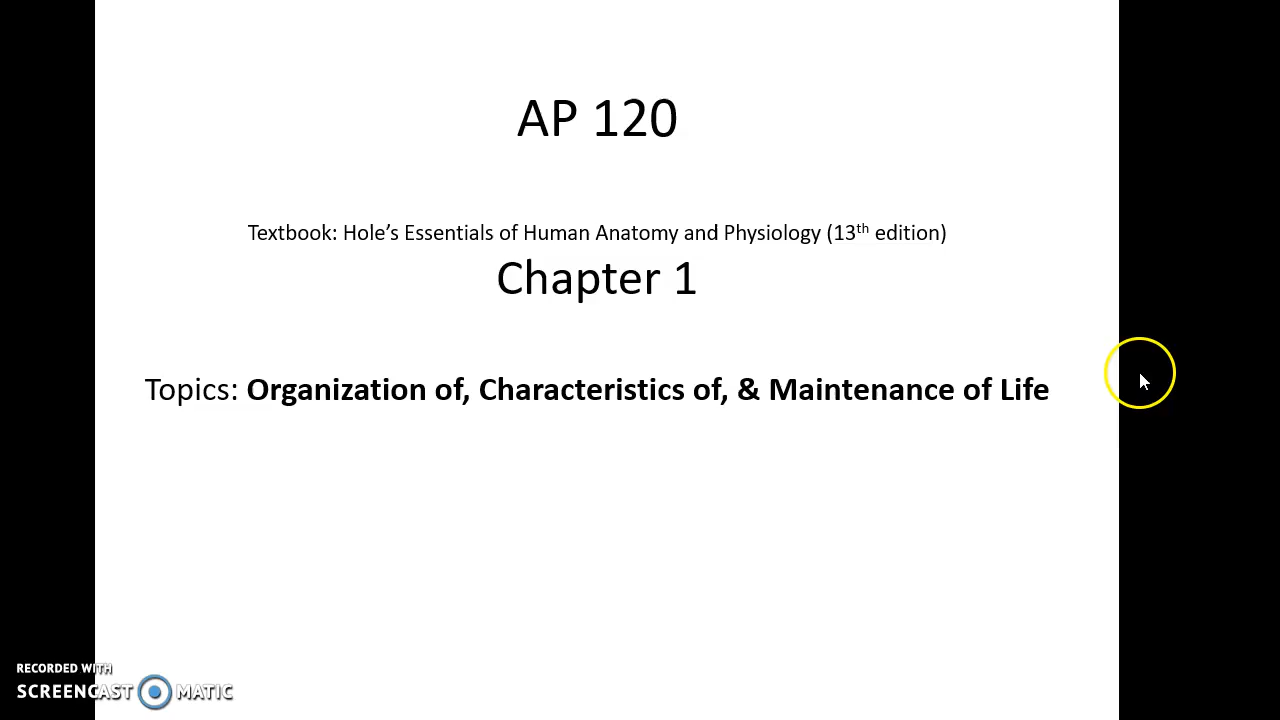 AP 120
Textbook: Hole’s Essentials of Human Anatomy and Physiology (13th edition)
Chapter 1
Topics: Organization of, Characteristics of, & Maintenance of Life
RECORDED WITH
SCREENCAST MATIC